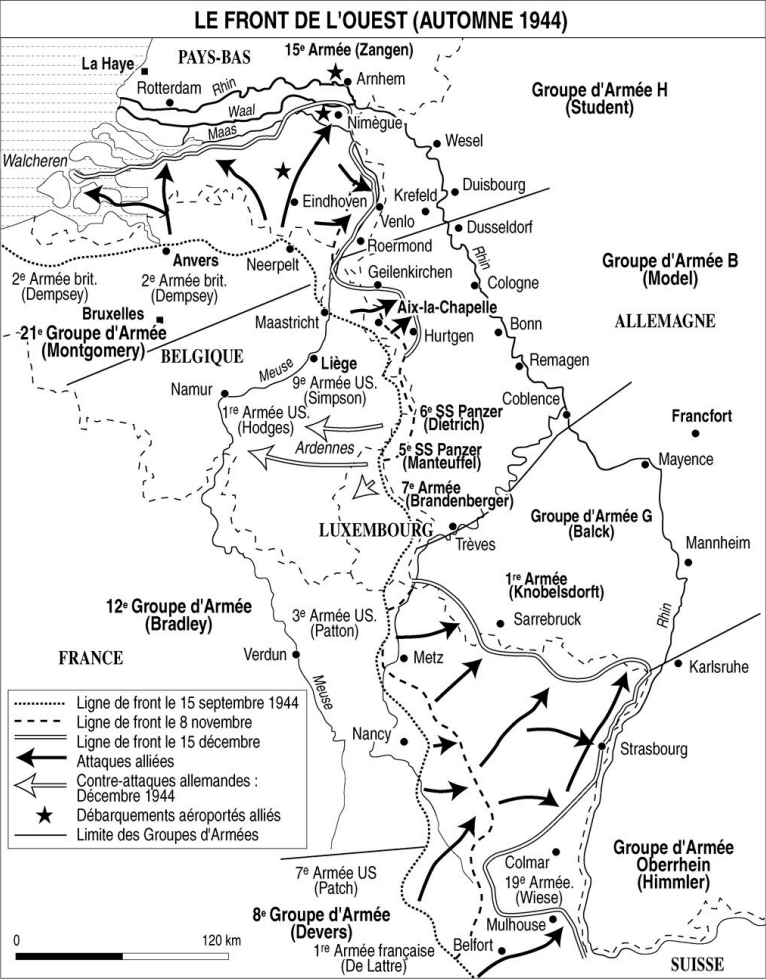 LE FRONT DE L'OUEST (AUTOMNE 1944)
15e Armée (Zangen)
PAYS-BAS
La Haye
Arnhem
Rotterdam
Rhin
Groupe d'Armée H
(Student)
Waal
Nimègue
Maas
Wesel
Walcheren
Duisbourg
Krefeld
Eindhoven
Venlo
Dusseldorf
Roermond
Rhin
Anvers
Neerpelt
Groupe d'Armée B
(Model)
Geilenkirchen
2e Armée brit.
(Dempsey)
2e Armée brit.
(Dempsey)
Cologne
Aix-la-Chapelle
Bruxelles
Maastricht
Bonn
ALLEMAGNE
21e Groupe d'Armée
(Montgomery)
Hurtgen
BELGIQUE
Remagen
Liège
Meuse
9e Armée US.
(Simpson)
Namur
Coblence
1re Armée US.
(Hodges)
6e SS Panzer
(Dietrich)
Francfort
Ardennes
5e SS Panzer
(Manteuffel)
Mayence
7e Armée
(Brandenberger)
Groupe d'Armée G
(Balck)
LUXEMBOURG
Trèves
Mannheim
1re Armée
(Knobelsdorft)
12e Groupe d'Armée
(Bradley)
3e Armée US.
(Patton)
Sarrebruck
Rhin
FRANCE
Verdun
Metz
Karlsruhe
Meuse
Ligne de front le 15 septembre 1944
Ligne de front le 8 novembre
Ligne de front le 15 décembre
Attaques alliées
Contre-attaques allemandes :
Décembre 1944
Débarquements aéroportés alliés
Limite des Groupes d'Armées
Nancy
Strasbourg
Groupe d'Armée
Oberrhein
(Himmler)
Colmar
7e Armée US
(Patch)
19e Armée.
(Wiese)
8e Groupe d'Armée
(Devers)
Mulhouse
Belfort
1re Armée française
(De Lattre)
0 120 km
SUISSE